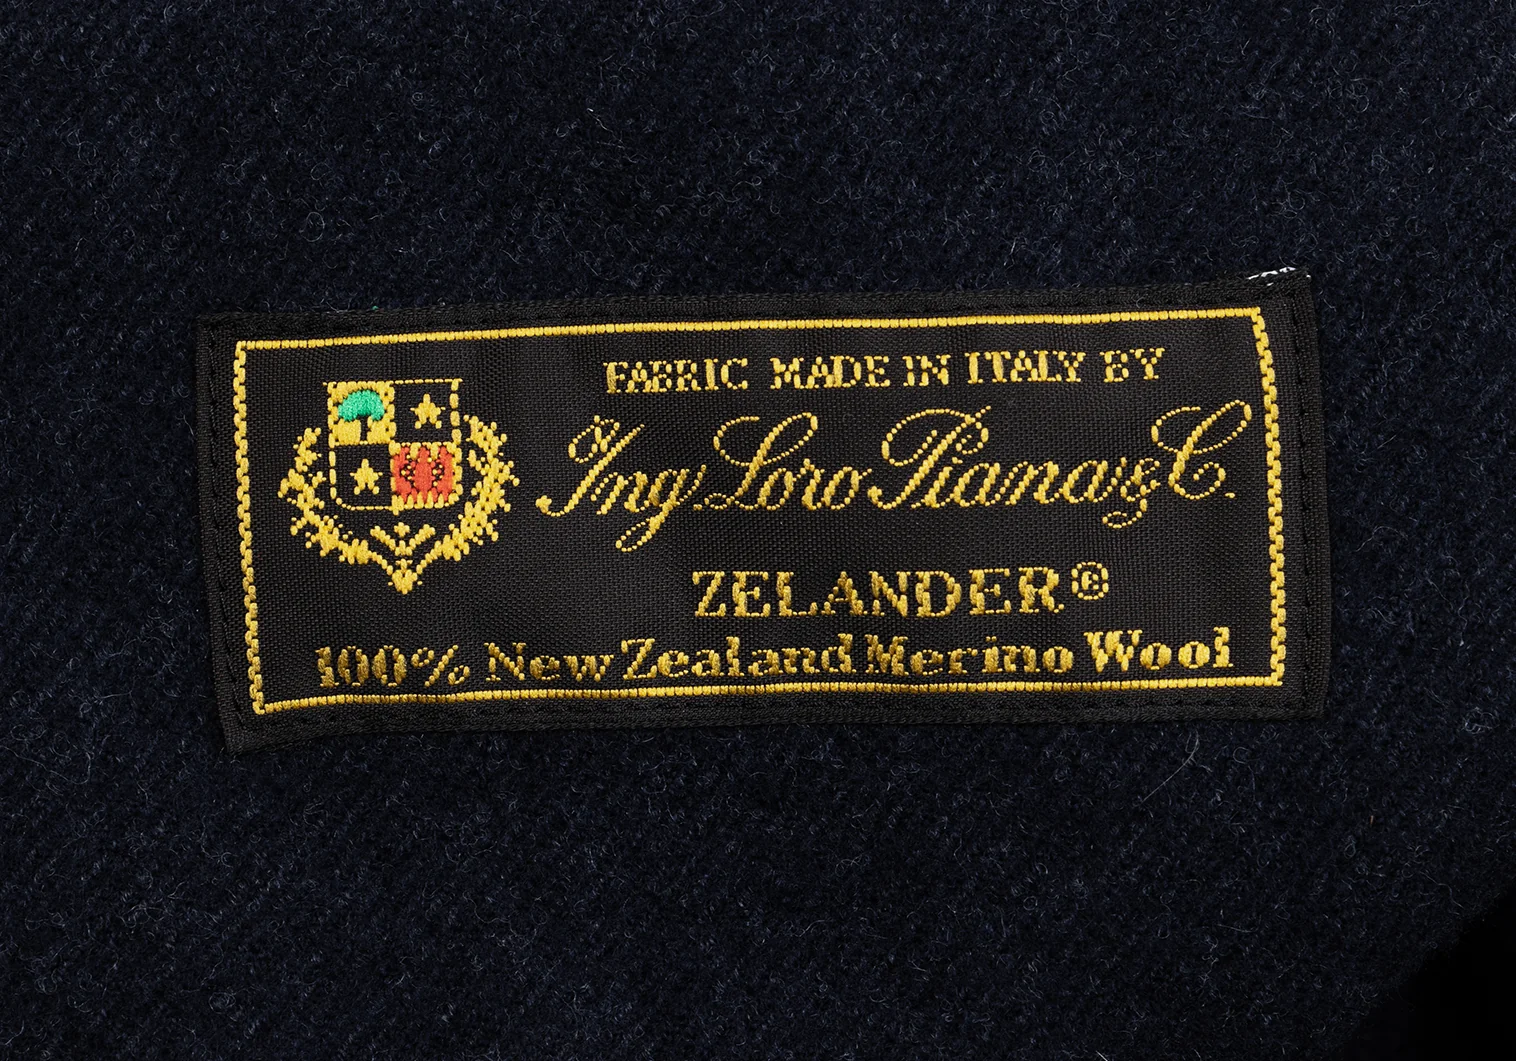 FABRIC MADE IN ITALY BY
Ing. Loro Piana & C.
ZELANDER®
100% New Zealand Merino Wool